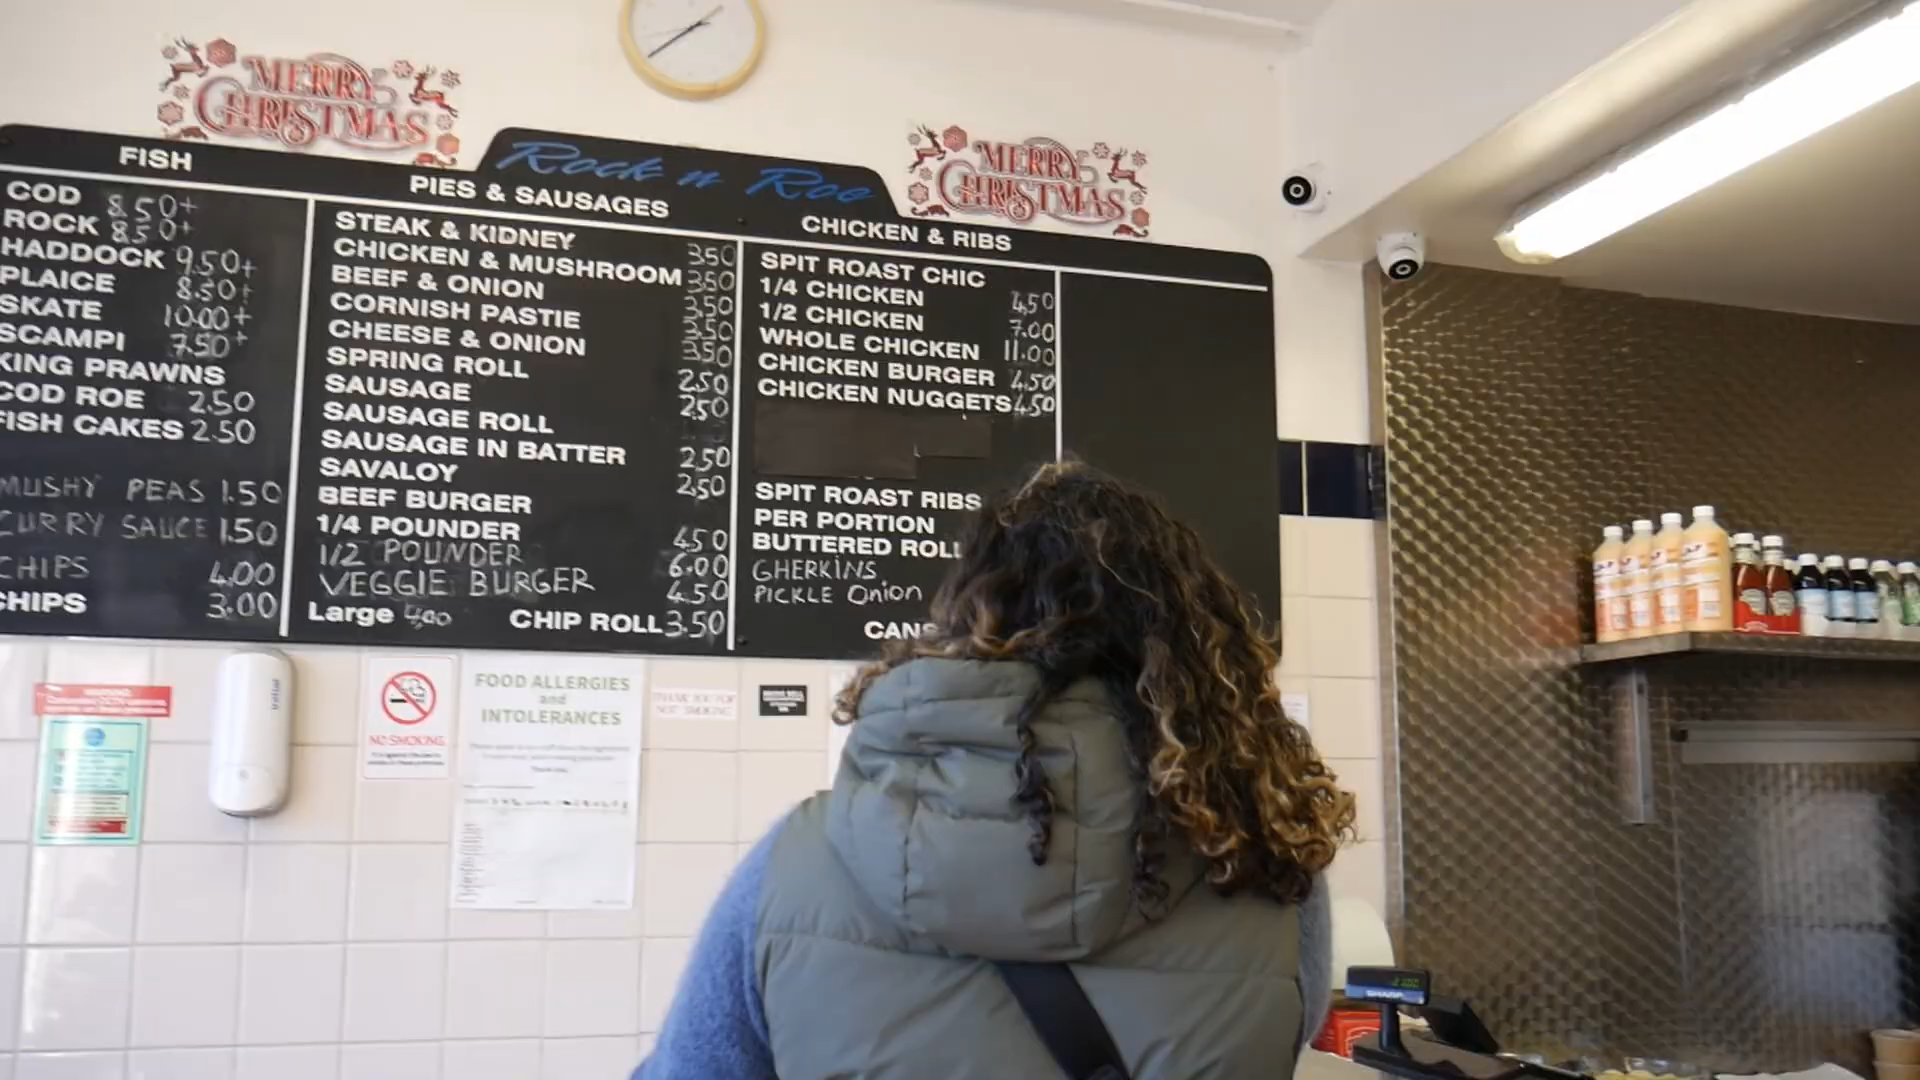 MERRY
CHRISTMAS
MERRY
CHRISTMAS
Rock n Roe
FISH
COD 8.50+
ROCK 8.50+
HADDOCK 9.50+
PLAICE 8.50+
SKATE 10.00+
SCAMPI 7.50+
KING PRAWNS
COD ROE 2.50
FISH CAKES 2.50
MUSHY PEAS 1.50
CURRY SAUCE 1.50
CHIPS 4.00
CHIPS 3.00
PIES & SAUSAGES
STEAK & KIDNEY 3.50
CHICKEN & MUSHROOM 3.50
BEEF & ONION 3.50
CORNISH PASTIE 3.50
CHEESE & ONION 3.50
SPRING ROLL 2.50
SAUSAGE 2.50
SAUSAGE ROLL
SAUSAGE IN BATTER 2.50
SAVALOY 2.50
BEEF BURGER
1/4 POUNDER 4.50
1/2 POUNDER 6.00
VEGGIE BURGER 4.50
Large 4.00 CHIP ROLL 3.50
CHICKEN & RIBS
SPIT ROAST CHIC
1/4 CHICKEN 4.50
1/2 CHICKEN 7.00
WHOLE CHICKEN 11.00
CHICKEN BURGER 4.50
CHICKEN NUGGETS 4.50
SPIT ROAST RIBS
PER PORTION
BUTTERED ROLL
GHERKINS
PICKLE Onion
CANS
initial
NO SMOKING
FOOD ALLERGIES
and
INTOLERANCES
THANK YOU FOR
NOT SMOKING
SHARP